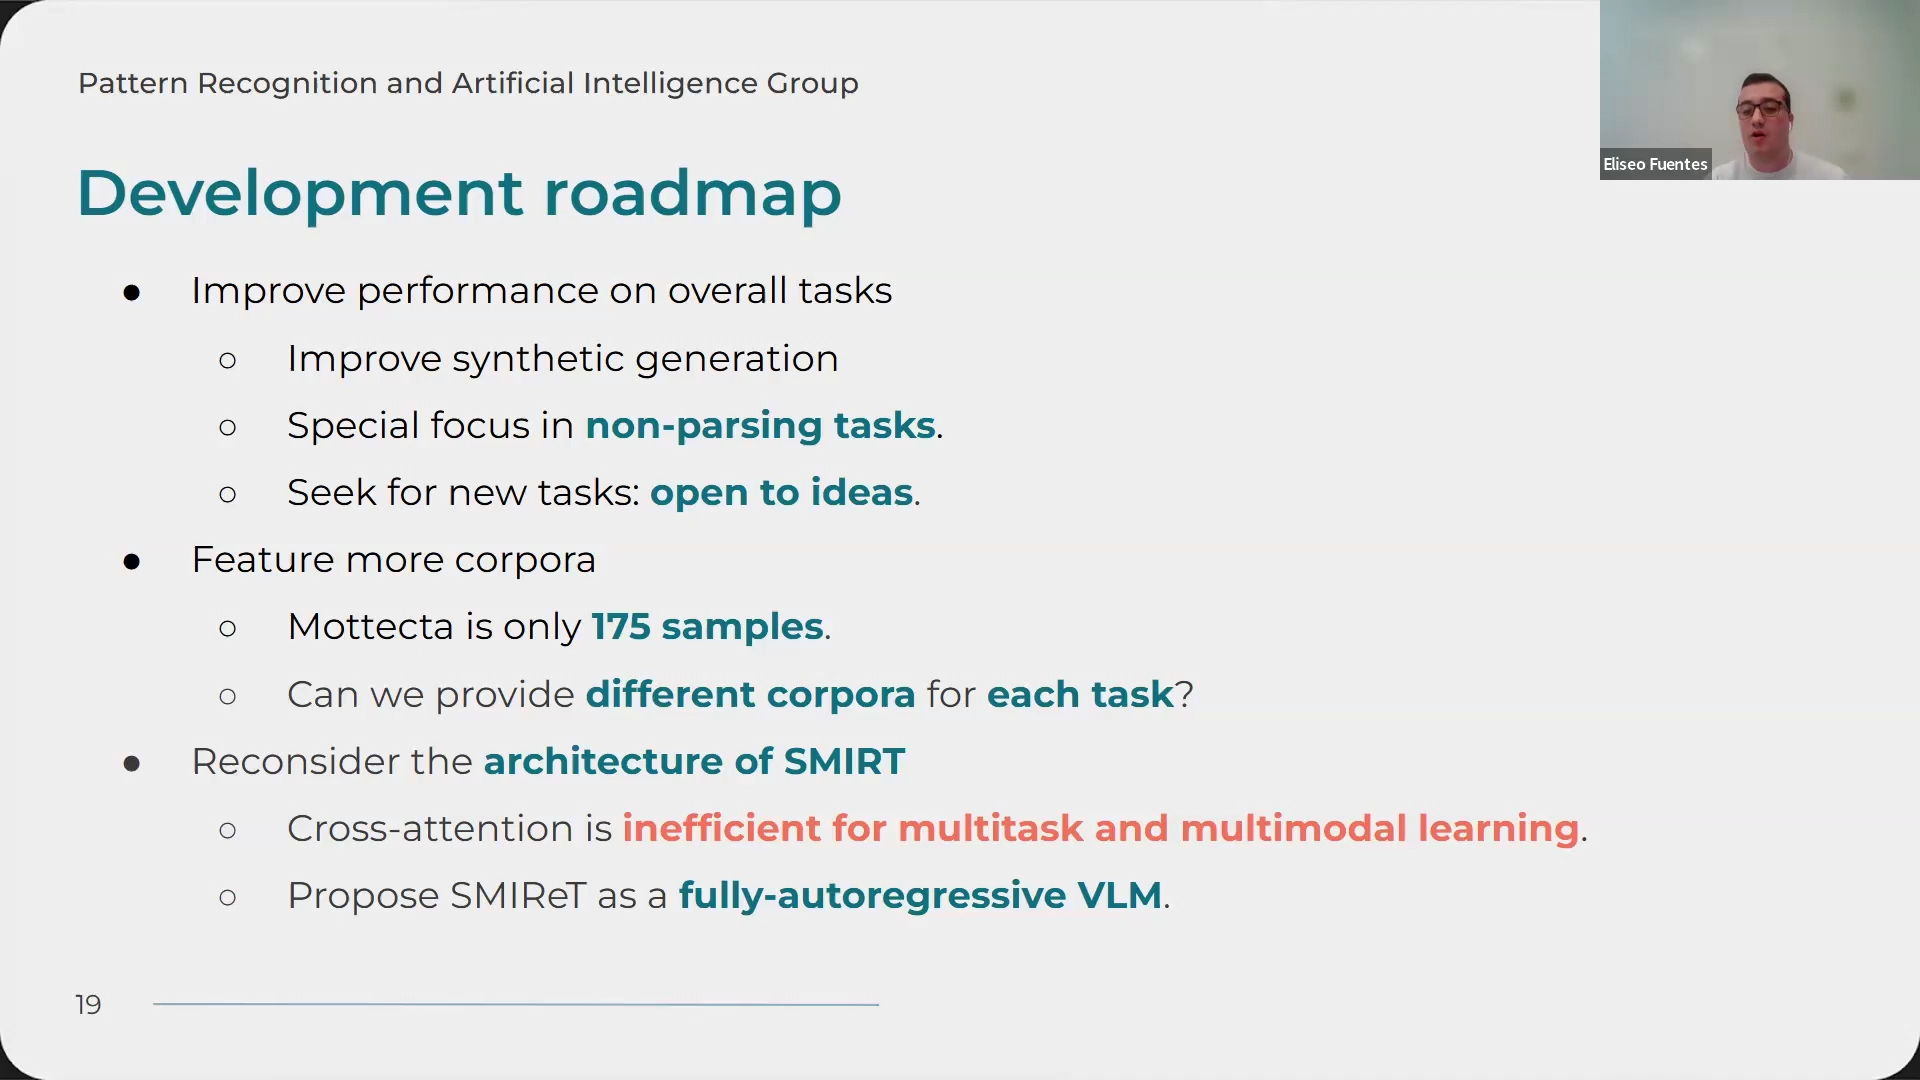 Pattern Recognition and Artificial Intelligence Group
Eliseo Fuentes
Development roadmap
● Improve performance on overall tasks
○ Improve synthetic generation
○ Special focus in non-parsing tasks.
○ Seek for new tasks: open to ideas.
● Feature more corpora
○ Mottecta is only 175 samples.
○ Can we provide different corpora for each task?
● Reconsider the architecture of SMIRT
○ Cross-attention is inefficient for multitask and multimodal learning.
○ Propose SMIReT as a fully-autoregressive VLM.
19